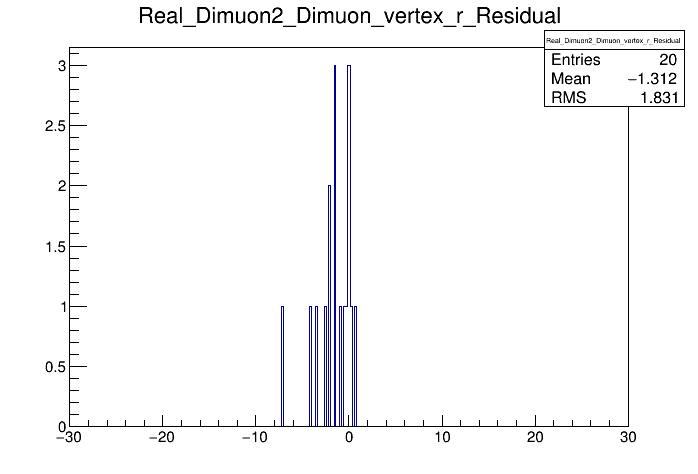 Real_Dimuon2_Dimuon_vertex_r_Residual
Real_Dimuon2_Dimuon_vertex_r_Residual
Entries 20
Mean −1.312
RMS 1.831
3
2.5
2
1.5
1
0.5
0
−30 −20 −10 0 10 20 30